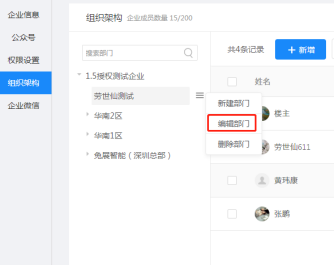 企业信息
公众号
权限设置
组织架构
企业微信
组织架构 企业成员数量 15/200
搜索部门
1.5授权测试企业
劳世仙测试
华南2区
华南1区
兔展智能（深圳总部）
新建部门
编辑部门
删除部门
共4条记录
+ 新增
姓名
楼主
劳世仙611
黄玮康
张鹏